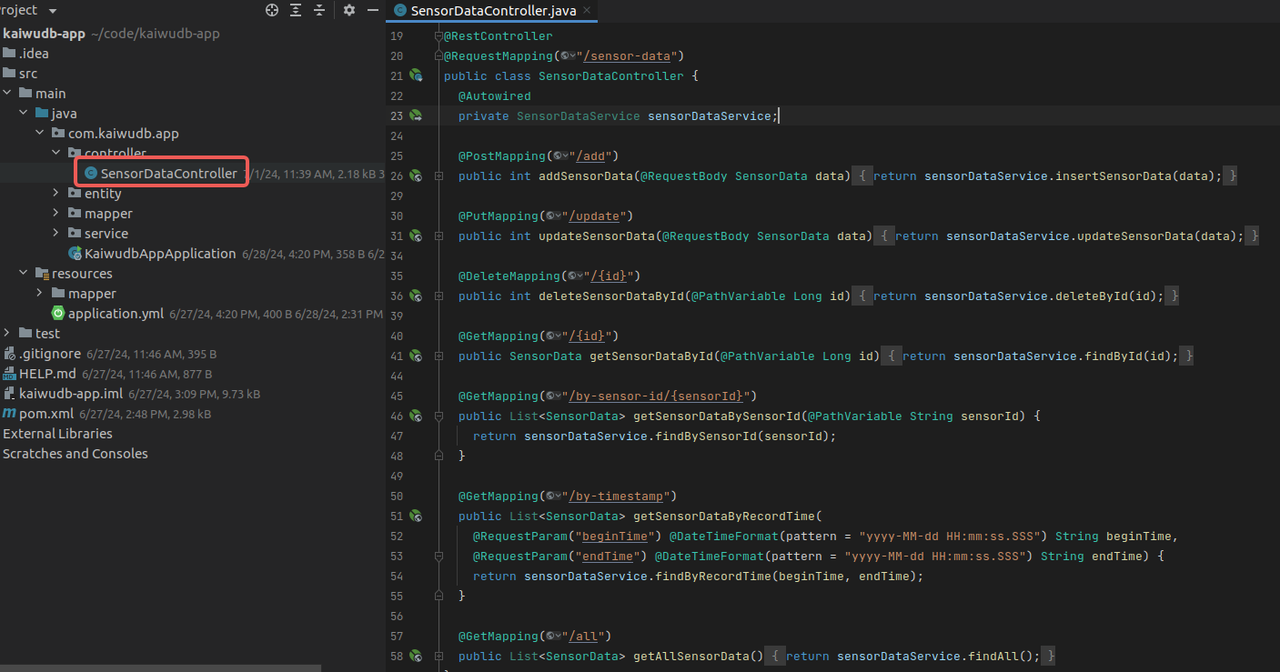 roject
kaiwudb-app ~/code/kaiwudb-app
.idea
src
main
java
com.kaiwudb.app
controller
SensorDataController 7/1/24, 11:39 AM, 2.18 kB 3
entity
mapper
service
KaiwudbAppApplication 6/28/24, 4:20 PM, 358 B 6/2
resources
mapper
application.yml 6/27/24, 4:20 PM, 400 B 6/28/24, 2:31 PM
test
.gitignore 6/27/24, 11:46 AM, 395 B
HELP.md 6/27/24, 11:46 AM, 877 B
kaiwudb-app.iml 6/27/24, 3:09 PM, 9.73 kB
pom.xml 6/27/24, 2:48 PM, 2.98 kB
External Libraries
Scratches and Consoles
SensorDataController.java
19 @RestController
20 @RequestMapping("/sensor-data")
21 public class SensorDataController {
22 @Autowired
23 private SensorDataService sensorDataService;
24
25 @PostMapping("/add")
26 public int addSensorData(@RequestBody SensorData data) { return sensorDataService.insertSensorData(data); }
29
30 @PutMapping("/update")
31 public int updateSensorData(@RequestBody SensorData data) { return sensorDataService.updateSensorData(data); }
34
35 @DeleteMapping("/{id}")
36 public int deleteSensorDataById(@PathVariable Long id) { return sensorDataService.deleteById(id); }
39
40 @GetMapping("/{id}")
41 public SensorData getSensorDataById(@PathVariable Long id) { return sensorDataService.findById(id); }
44
45 @GetMapping("/by-sensor-id/{sensorId}")
46 public List<SensorData> getSensorDataBySensorId(@PathVariable String sensorId) {
47 return sensorDataService.findBySensorId(sensorId);
48 }
49
50 @GetMapping("/by-timestamp")
51 public List<SensorData> getSensorDataByRecordTime(
52 @RequestParam("beginTime") @DateTimeFormat(pattern = "yyyy-MM-dd HH:mm:ss.SSS") String beginTime,
53 @RequestParam("endTime") @DateTimeFormat(pattern = "yyyy-MM-dd HH:mm:ss.SSS") String endTime) {
54 return sensorDataService.findByRecordTime(beginTime, endTime);
55 }
56
57 @GetMapping("/all")
58 public List<SensorData> getAllSensorData() { return sensorDataService.findAll(); }